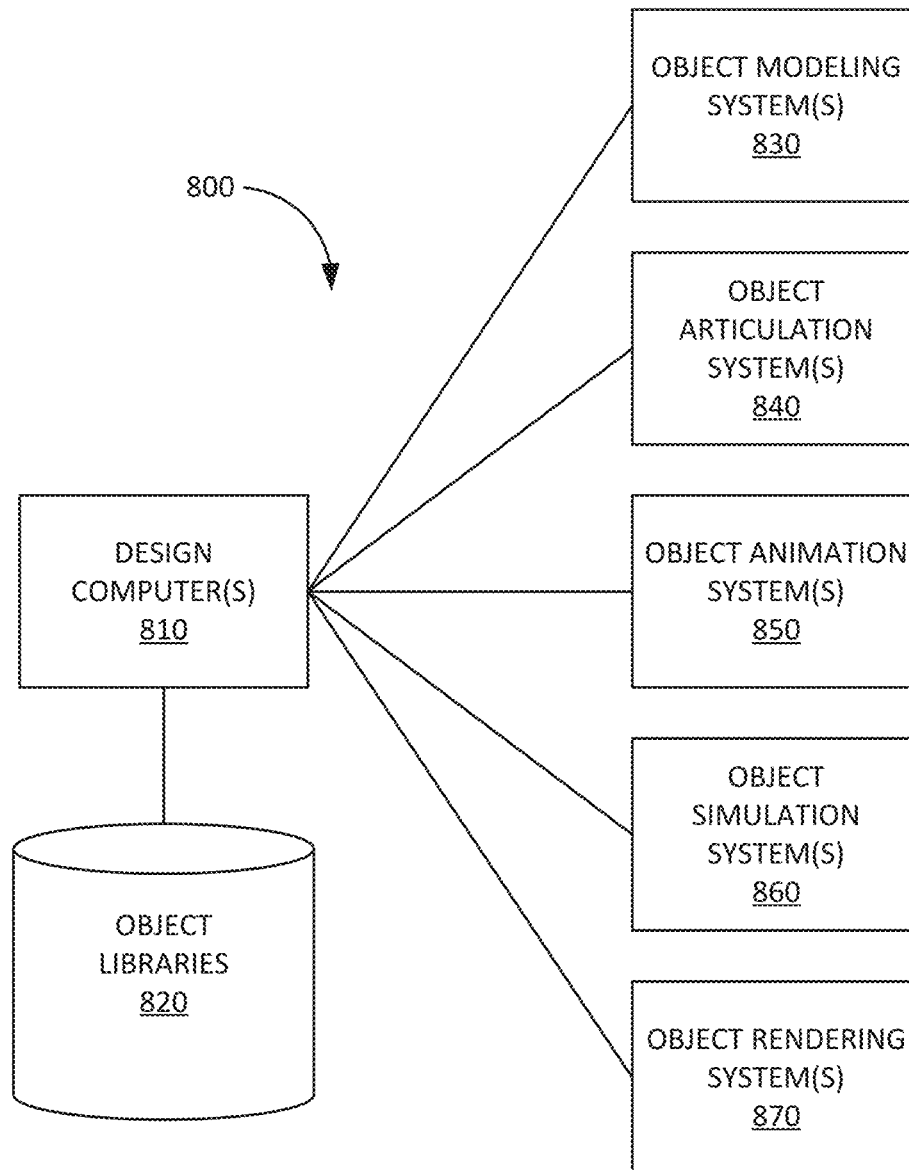 OBJECT MODELING
SYSTEM(S)
830
800
OBJECT
ARTICULATION
SYSTEM(S)
840
DESIGN
COMPUTER(S)
810
OBJECT ANIMATION
SYSTEM(S)
850
OBJECT
SIMULATION
SYSTEM(S)
860
OBJECT
LIBRARIES
820
OBJECT RENDERING
SYSTEM(S)
870